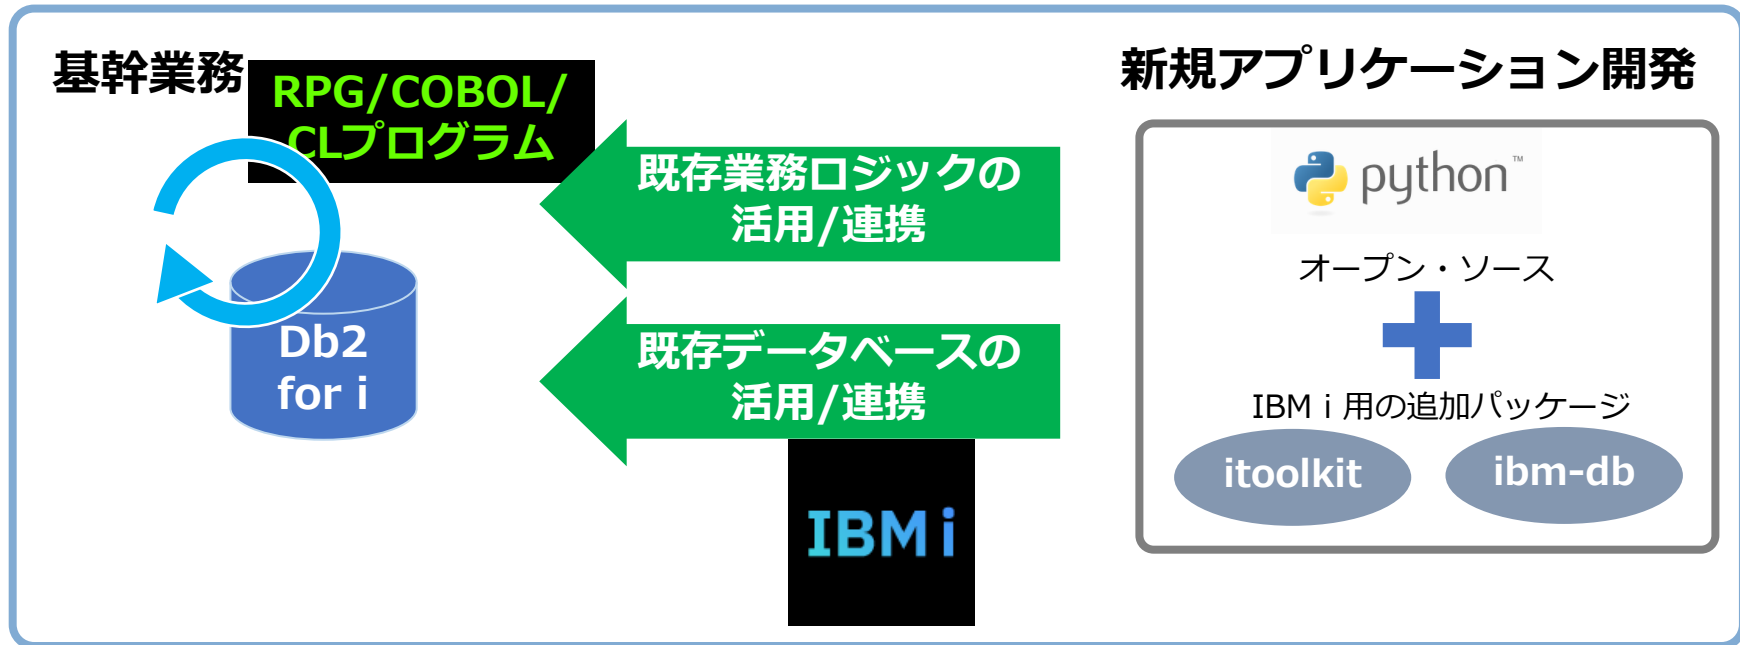 基幹業務
RPG/COBOL/
CLプログラム
Db2
for i
既存業務ロジックの
活用/連携
既存データベースの
活用/連携
IBM i
新規アプリケーション開発
python™
オープン・ソース
IBM i 用の追加パッケージ
itoolkit
ibm-db